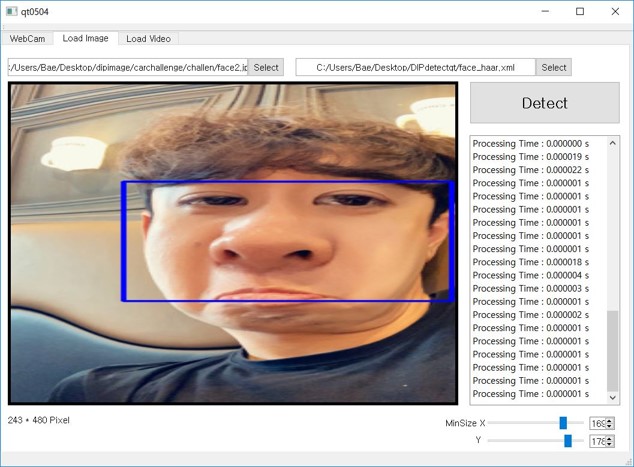 qt0504
WebCam Load Image Load Video
:/Users/Bae/Desktop/dipimage/carchallenge/challen/face2.jp Select C:/Users/Bae/Desktop/DIPdetectqt/face_haar.xml Select
Detect
Processing Time : 0.000000 s
Processing Time : 0.000019 s
Processing Time : 0.000022 s
Processing Time : 0.000001 s
Processing Time : 0.000001 s
Processing Time : 0.000001 s
Processing Time : 0.000001 s
Processing Time : 0.000001 s
Processing Time : 0.000001 s
Processing Time : 0.000018 s
Processing Time : 0.000004 s
Processing Time : 0.000003 s
Processing Time : 0.000001 s
Processing Time : 0.000002 s
Processing Time : 0.000001 s
Processing Time : 0.000001 s
Processing Time : 0.000001 s
Processing Time : 0.000001 s
Processing Time : 0.000001 s
Processing Time : 0.000001 s
243 * 480 Pixel
MinSize X 169
Y 178